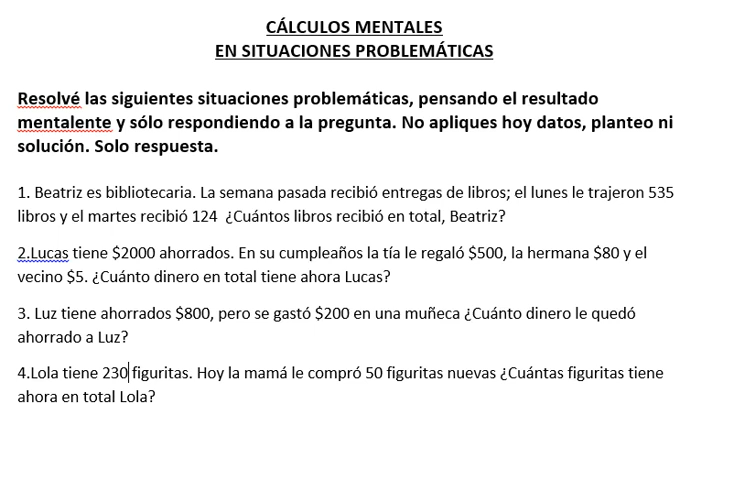 CÁLCULOS MENTALES
EN SITUACIONES PROBLEMÁTICAS
Resolvé las siguientes situaciones problemáticas, pensando el resultado
mentalente y sólo respondiendo a la pregunta. No apliques hoy datos, planteo ni
solución. Solo respuesta.
1. Beatriz es bibliotecaria. La semana pasada recibió entregas de libros; el lunes le trajeron 535
libros y el martes recibió 124  ¿Cuántos libros recibió en total, Beatriz?
2.Lucas tiene $2000 ahorrados. En su cumpleaños la tía le regaló $500, la hermana $80 y el
vecino $5. ¿Cuánto dinero en total tiene ahora Lucas?
3. Luz tiene ahorrados $800, pero se gastó $200 en una muñeca ¿Cuánto dinero le quedó
ahorrado a Luz?
4.Lola tiene 230 figuritas. Hoy la mamá le compró 50 figuritas nuevas ¿Cuántas figuritas tiene
ahora en total Lola?